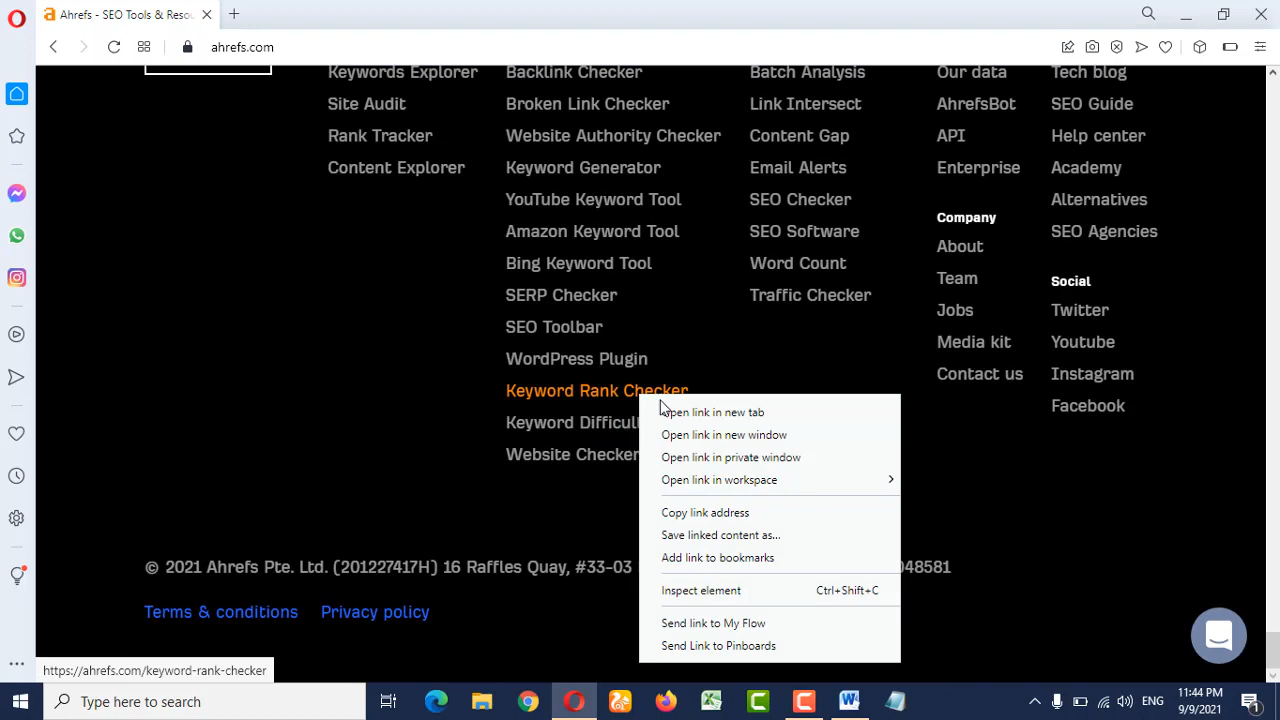 Ahrefs - SEO Tools & Resou
ahrefs.com
Keywords Explorer
Site Audit
Rank Tracker
Content Explorer
Backlink Checker
Broken Link Checker
Website Authority Checker
Keyword Generator
YouTube Keyword Tool
Amazon Keyword Tool
Bing Keyword Tool
SERP Checker
SEO Toolbar
WordPress Plugin
Keyword Rank Checker
Keyword Difficul
Website Checker
Batch Analysis
Link Intersect
Content Gap
Email Alerts
SEO Checker
SEO Software
Word Count
Traffic Checker
Our data
AhrefsBot
API
Enterprise
Company
About
Team
Jobs
Media kit
Contact us
Tech blog
SEO Guide
Help center
Academy
Alternatives
SEO Agencies
Social
Twitter
Youtube
Instagram
Facebook
Open link in new tab
Open link in new window
Open link in private window
Open link in workspace
Copy link address
Save linked content as...
Add link to bookmarks
Inspect element Ctrl+Shift+C
Send link to My Flow
Send Link to Pinboards
© 2021 Ahrefs Pte. Ltd. (201227417H) 16 Raffles Quay, #33-03 048581
Terms & conditions Privacy policy
https://ahrefs.com/keyword-rank-checker
Type here to search
ENG
11:44 PM
9/9/2021
1